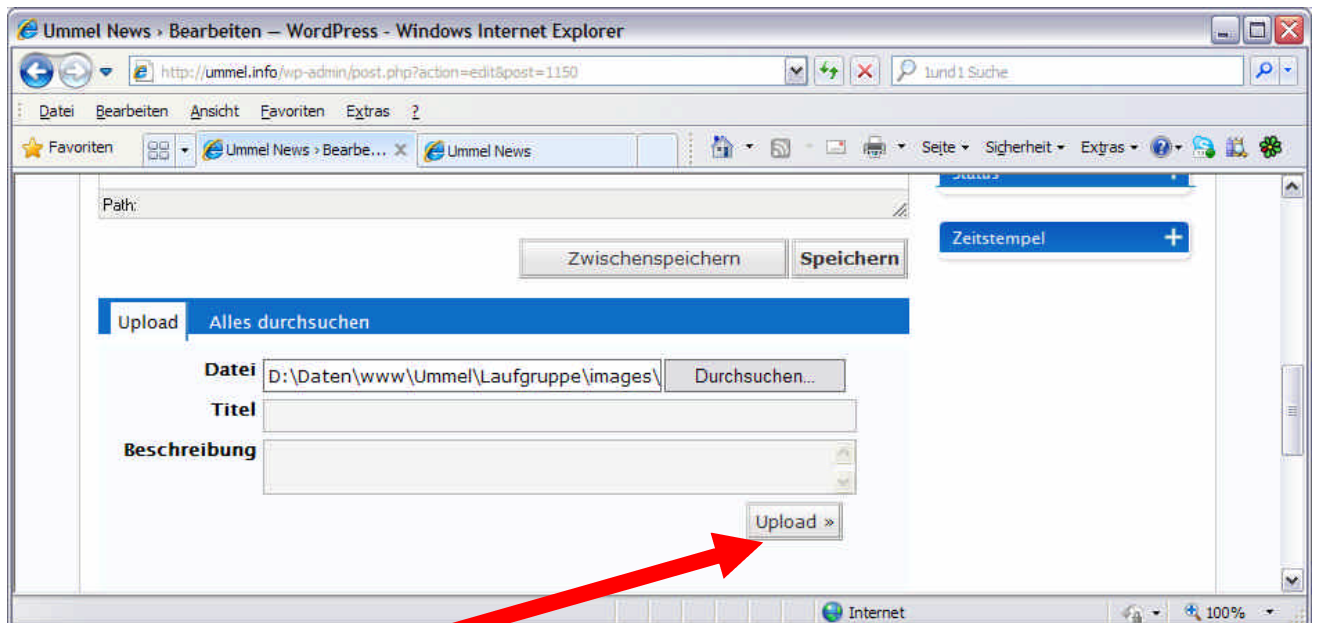 Ummel News › Bearbeiten — WordPress - Windows Internet Explorer
http://ummel.info/wp-admin/post.php?action=edit&post=1150
1und1 Suche
Datei Bearbeiten Ansicht Favoriten Extras ?
Favoriten
Ummel News › Bearbe...
Ummel News
Seite Sicherheit Extras
Status
Path:
Zeitstempel
Zwischenspeichern
Speichern
Upload
Alles durchsuchen
Datei
D:\Daten\www\Ummel\Laufgruppe\images\
Durchsuchen...
Titel
Beschreibung
Upload »
Internet
100%